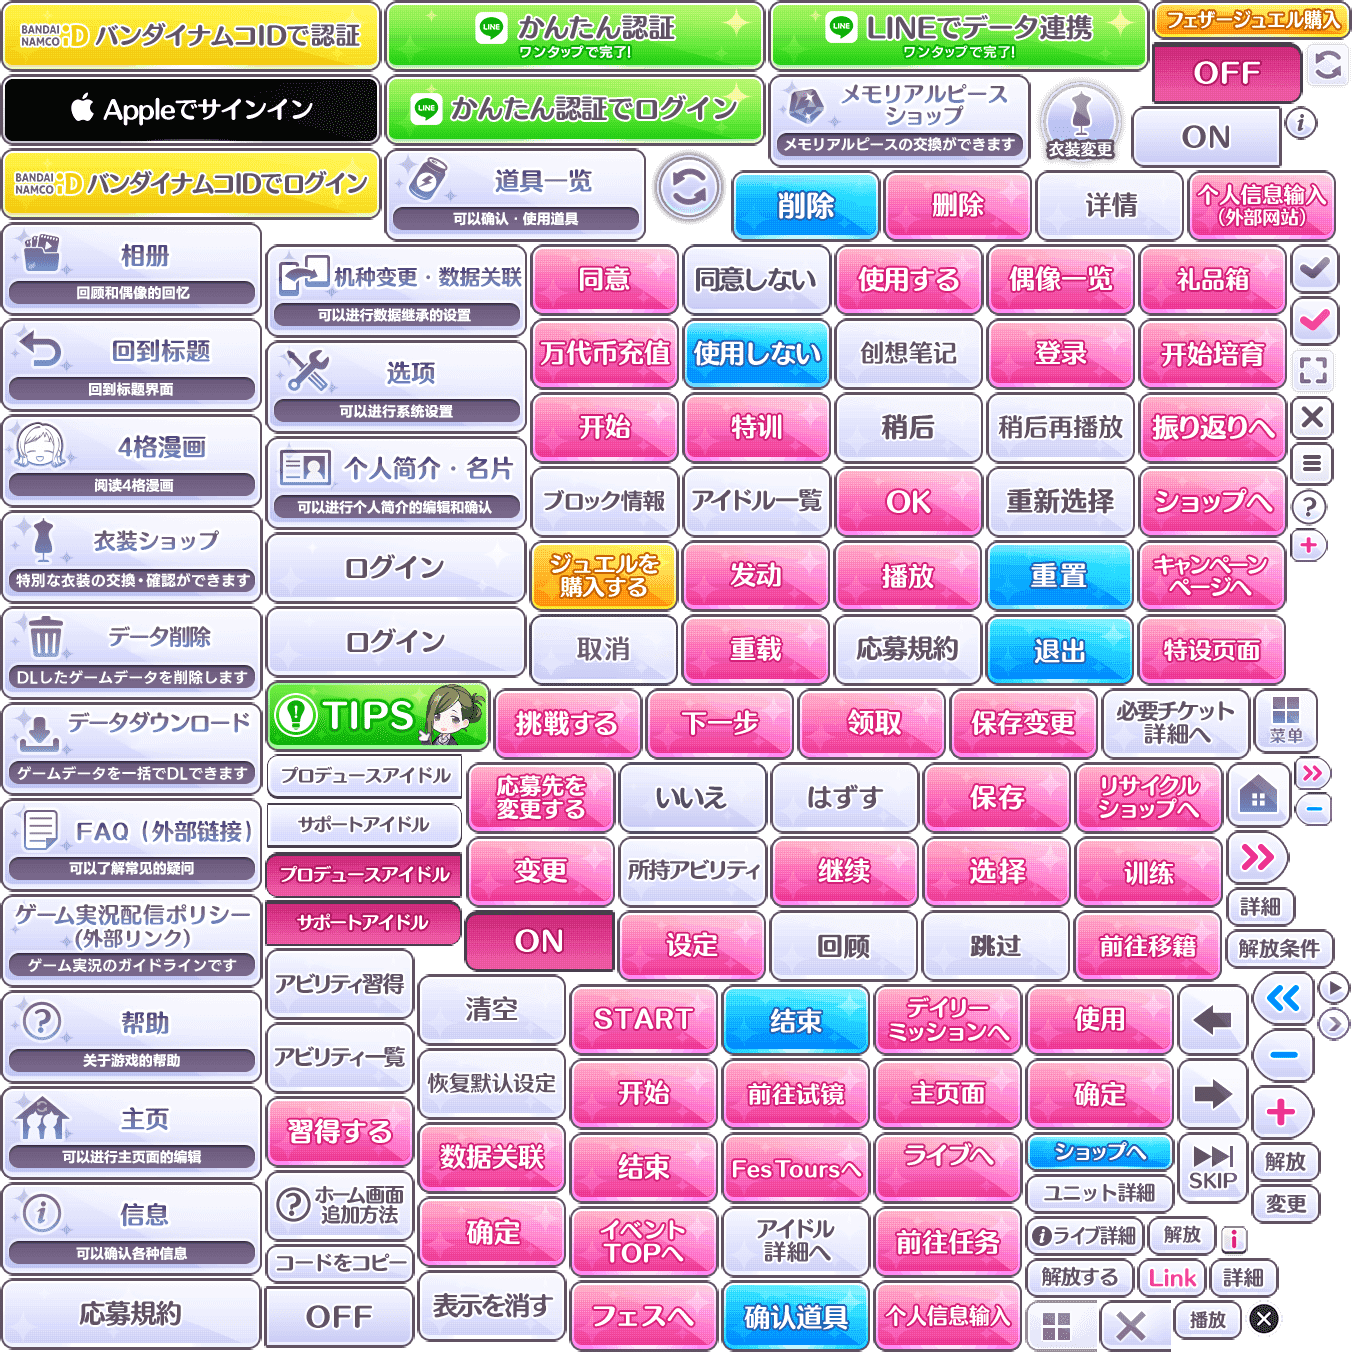 BANDAI NAMCO iD バンダイナムコIDで認証
LINE かんたん認証
ワンタップで完了!
LINE LINEでデータ連携
ワンタップで完了!
フェザージュエル購入
OFF
Appleでサインイン
LINE かんたん認証でログイン
メモリアルピース
ショップ
メモリアルピースの交換ができます
衣装変更
ON
i
BANDAI NAMCO iD バンダイナムコIDでログイン
道具一览
可以确认・使用道具
削除
删除
详情
个人信息输入
(外部网站)
相册
回顾和偶像的回忆
机种变更・数据关联
可以进行数据继承的设置
同意
同意しない
使用する
偶像一览
礼品箱
回到标题
回到标题界面
选项
可以进行系统设置
万代币充值
使用しない
创想笔记
登录
开始培育
4格漫画
阅读4格漫画
个人简介・名片
可以进行个人简介的编辑和确认
开始
特训
稍后
稍后再播放
振り返りへ
ブロック情報
アイドル一覧
OK
重新选择
ショップへ
?
衣装ショップ
特別な衣装の交換・確認ができます
ログイン
ジュエルを
購入する
发动
播放
重置
キャンペーン
ページへ
+
データ削除
DLしたゲームデータを削除します
ログイン
取消
重载
応募規約
退出
特设页面
データダウンロード
ゲームデータを一括でDLできます
TIPS
挑戦する
下一步
领取
保存变更
必要チケット
詳細へ
菜单
プロデュースアイドル
サポートアイドル
応募先を
変更する
いいえ
はずす
保存
リサイクル
ショップへ
FAQ（外部链接）
可以了解常见的疑问
プロデュースアイドル
サポートアイドル
变更
所持アビリティ
继续
选择
训练
詳細
ゲーム実況配信ポリシー
(外部リンク)
ゲーム実況のガイドラインです
ON
设定
回顾
跳过
前往移籍
解放条件
帮助
关于游戏的帮助
アビリティ習得
清空
START
结束
デイリー
ミッションへ
使用
アビリティ一覧
恢复默认设定
开始
前往试镜
主页面
确定
主页
可以进行主页面的编辑
習得する
数据关联
结束
Fes Toursへ
ライブへ
ショップへ
ユニット詳細
SKIP
解放
変更
信息
可以确认各种信息
ホーム画面
追加方法
确定
イベント
TOPへ
アイドル
詳細へ
前往任务
ライブ詳細
解放
i
コードをコピー
解放する
Link
詳細
応募規約
OFF
表示を消す
フェスへ
确认道具
个人信息输入
播放